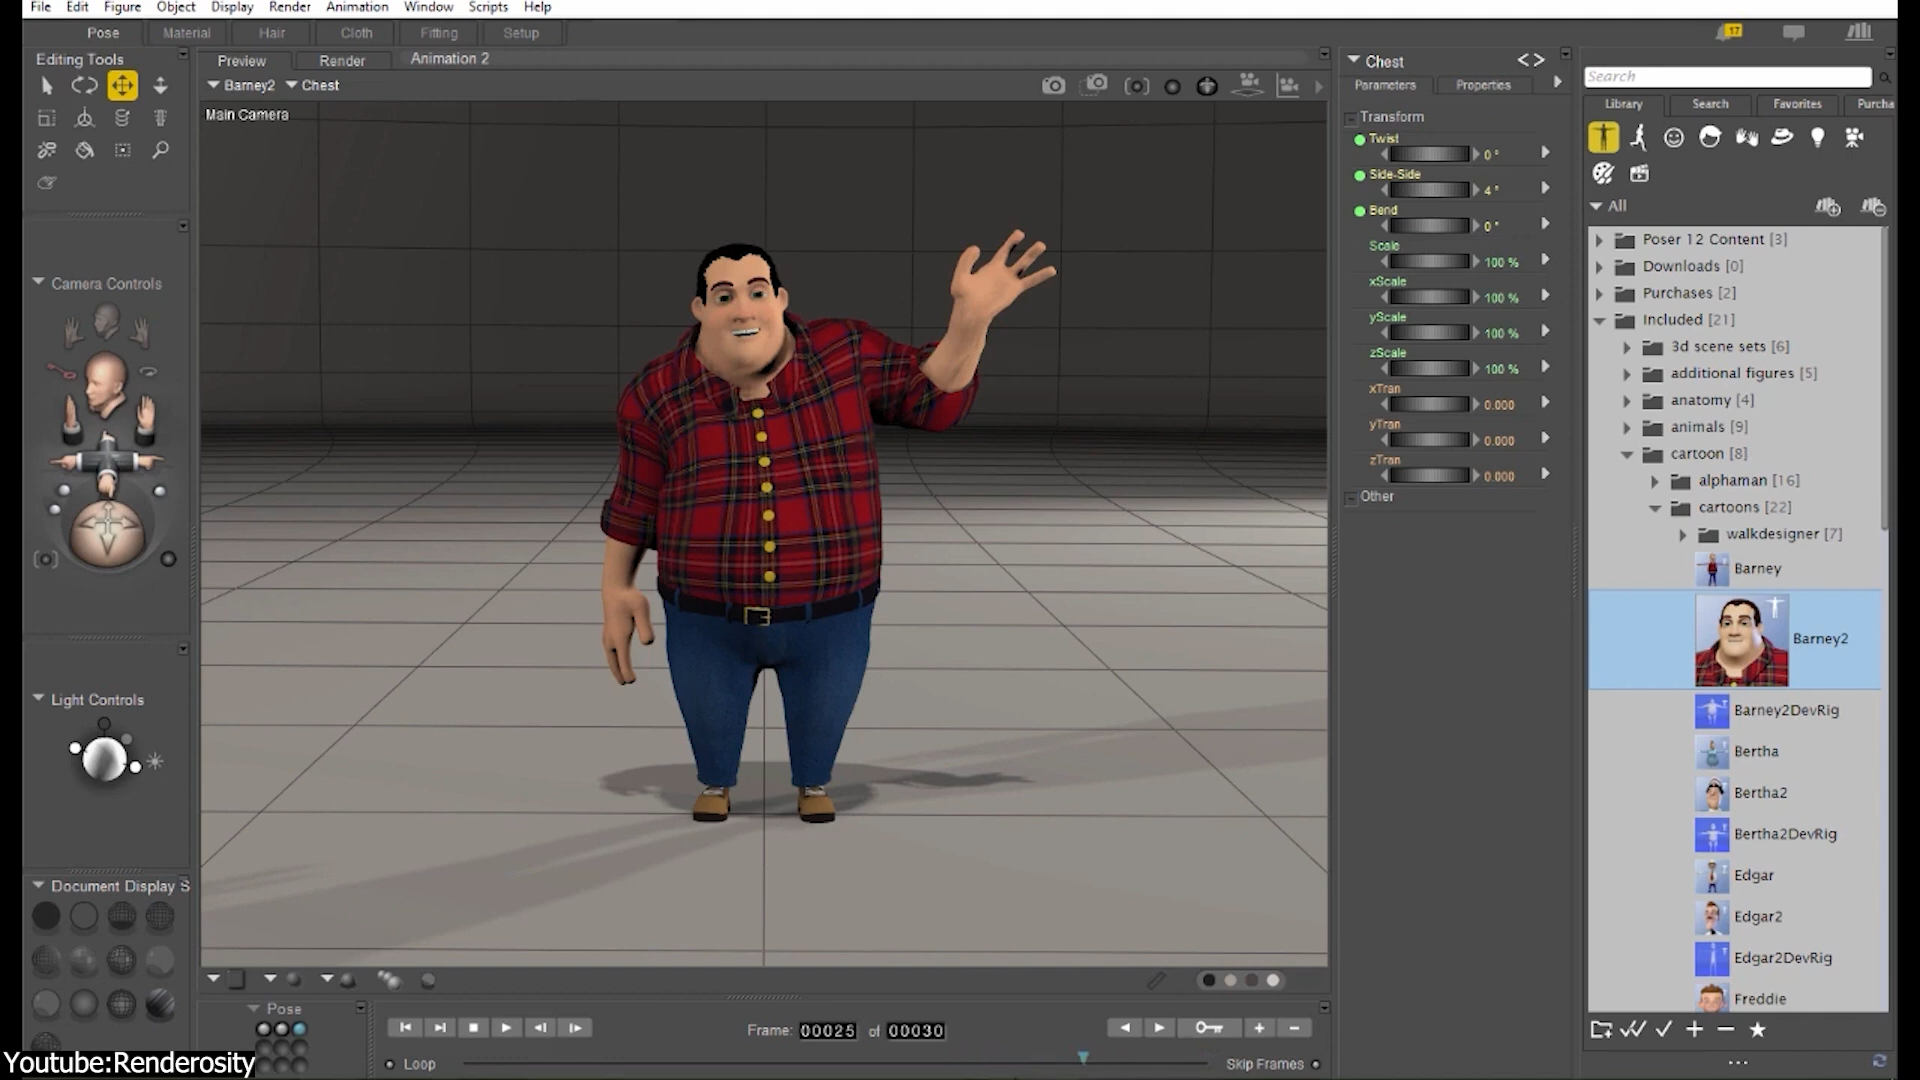 File Edit Figure Object Display Render Animation Window Scripts Help
Pose Material Hair Cloth Fitting Setup
17
Editing Tools
Preview Render Animation 2
Barney2 Chest
Main Camera
Camera Controls
Light Controls
Document Display S
Chest
Parameters Properties
Transform
Twist
0 °
Side-Side
4 °
Bend
0 °
Scale
100 %
xScale
100 %
yScale
100 %
zScale
100 %
xTran
0.000
yTran
0.000
zTran
0.000
Other
Search
Library Search Favorites Purcha
All
Poser 12 Content [3]
Downloads [0]
Purchases [2]
Included [21]
3d scene sets [6]
additional figures [5]
anatomy [4]
animals [9]
cartoon [8]
alphaman [16]
cartoons [22]
walkdesigner [7]
Barney
Barney2
Barney2DevRig
Bertha
Bertha2
Bertha2DevRig
Edgar
Edgar2
Edgar2DevRig
Freddie
Pose
Frame: 00025 of 00030
Loop
Skip Frames
Youtube:Renderosity